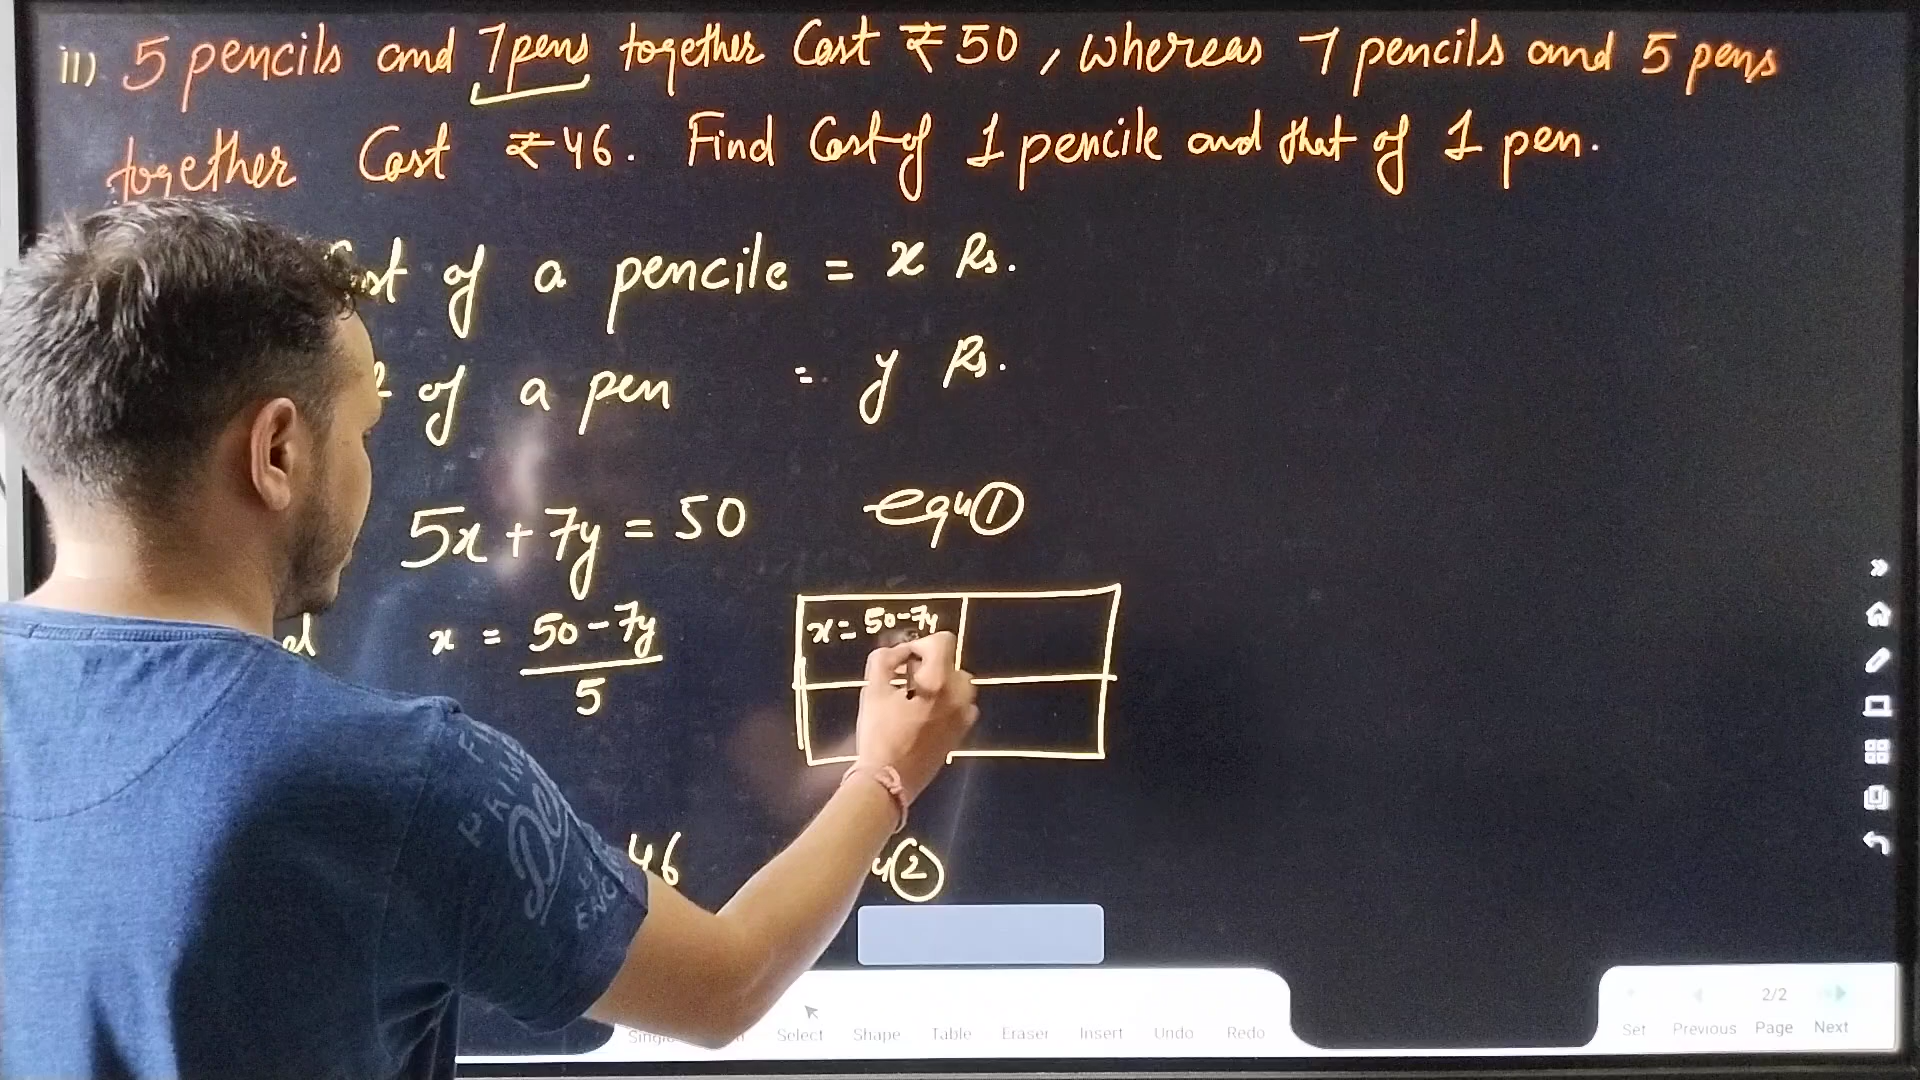 ii) 5 pencils and 7 pens together Cost ₹50, whereas 7 pencils and 5 pens
together Cost ₹46. Find Cost of 1 pencile and that of 1 pen.
of a pencile = x Rs.
of a pen = y Rs.
5x + 7y = 50 equ ①
x = 50-7y
5
x = 50-7y
46 ②
PRIME
Select Shape Table Eraser Insert Undo Redo
2/2
Set Previous Page Next